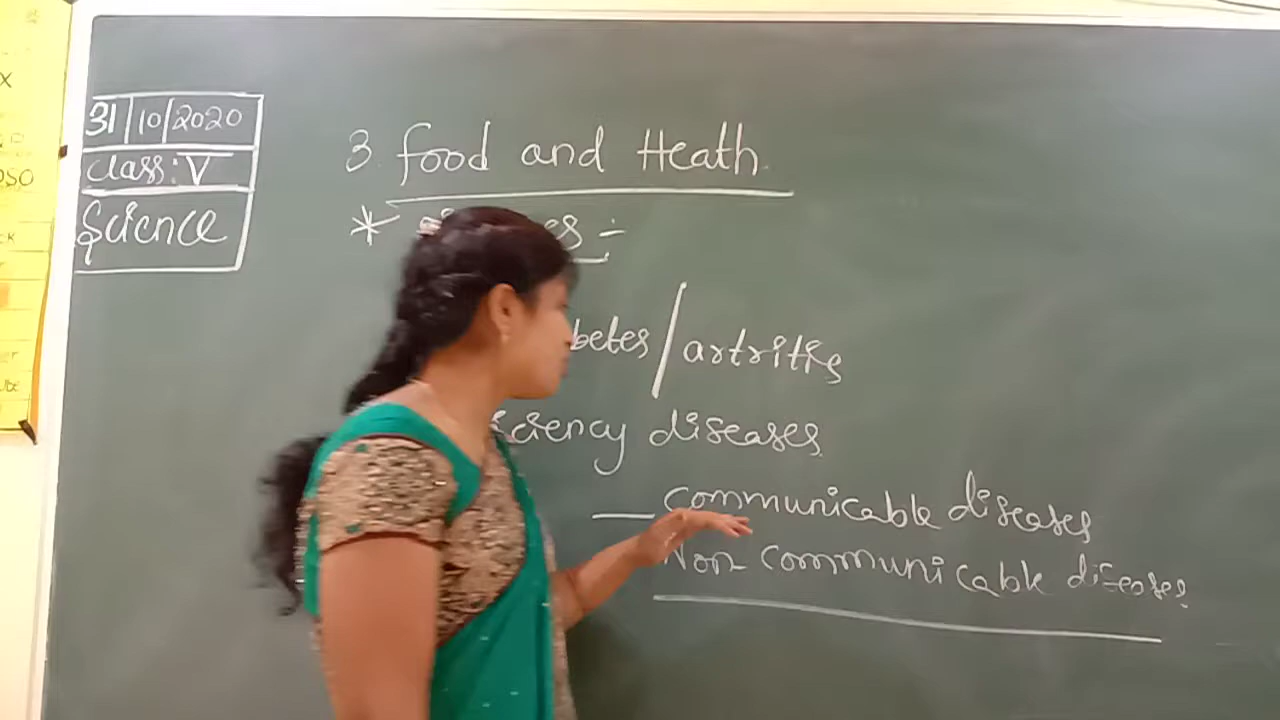 31/10/2020
class: V
Science
3. food and Heath
betes/artritis
ciency diseases
communicable diseases
Non communicable diseases